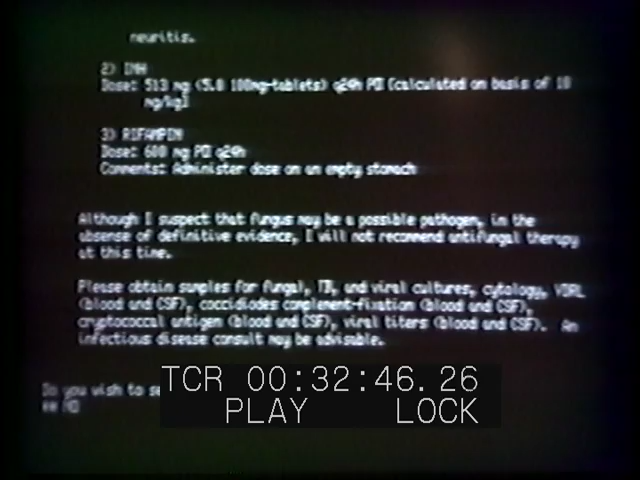 neuritis.
2) INH
Dose: 513 mg (5.0 100mg-tablets) q24h PO [calculated on basis of 10
mg/kg]
3) RIFAMPIN
Dose: 600 mg PO q24h
Comments: Administer dose on an empty stomach
Although I suspect that fungus may be a possible pathogen, in the
absence of definitive evidence, I will not recommend antifungal therapy
at this time.
Please obtain samples for fungal, TB, and viral cultures, cytology, VDRL
(blood and CSF), coccidiodes complement-fixation (blood and CSF),
cryptococcal antigen (blood and CSF), viral titers (blood and CSF). An
infectious disease consult may be advisable.
Do you wish to se
** NO
TCR 00:32:46.26
PLAY LOCK